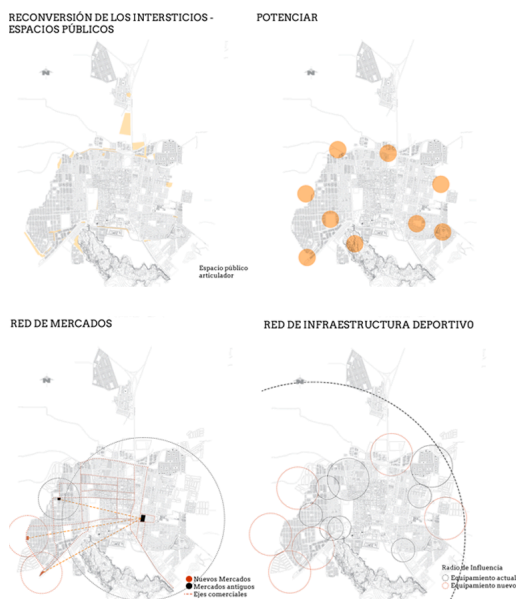 RECONVERSIÓN DE LOS INTERSTICIOS -
ESPACIOS PÚBLICOS
POTENCIAR
Espacio público
articulador
RED DE MERCADOS
RED DE INFRAESTRUCTURA DEPORTIV0
Nuevos Mercados
Mercados antiguos
Ejes comerciales
Radio de Influencia
Equipamiento actual
Equipamiento nuevo